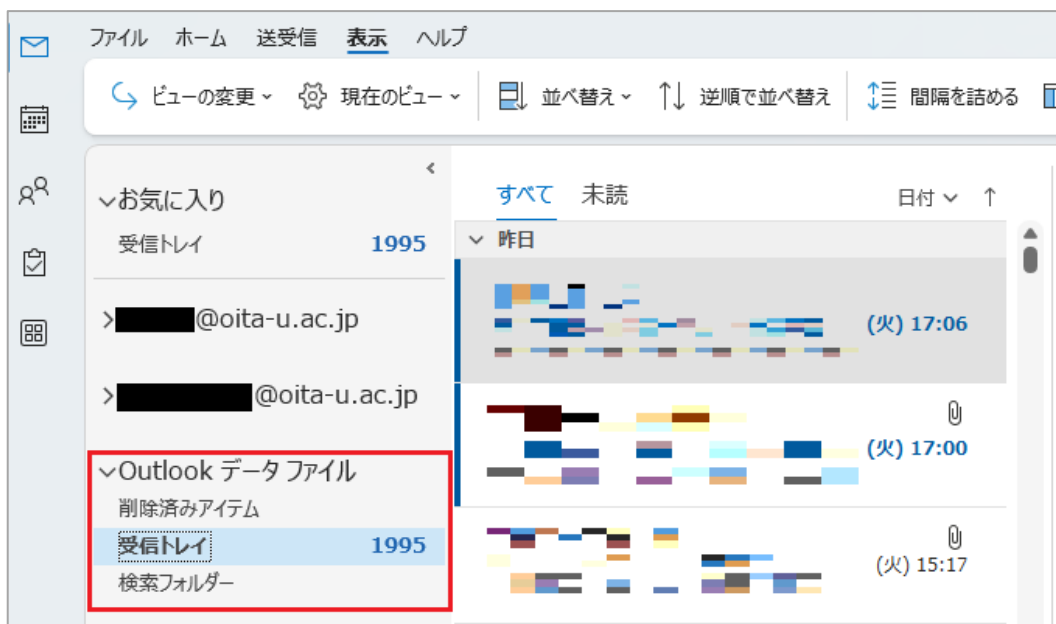 ファイル ホーム 送受信 表示 ヘルプ
ビューの変更 現在のビュー 並べ替え 逆順で並べ替え 間隔を詰める
お気に入り
受信トレイ 1995
@oita-u.ac.jp
@oita-u.ac.jp
Outlook データ ファイル
削除済みアイテム
受信トレイ 1995
検索フォルダー
すべて 未読 日付
昨日
(火) 17:06
(火) 17:00
(火) 15:17